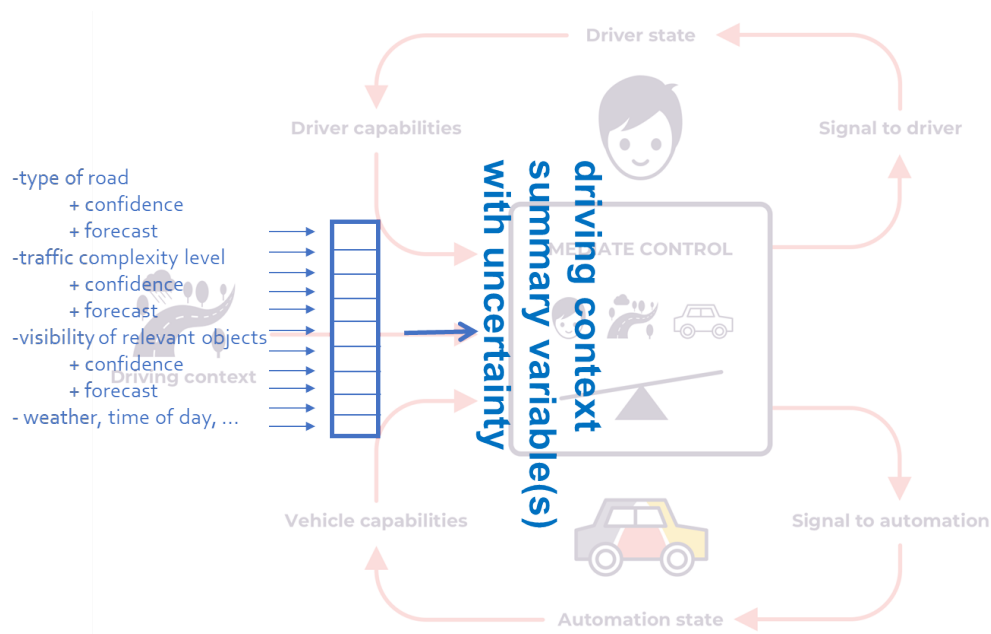 Driver state
Driver capabilities
Signal to driver
-type of road
+ confidence
+ forecast
-traffic complexity level
+ confidence
+ forecast
-visibility of relevant objects
+ confidence
+ forecast
- weather, time of day, ...
Driving context
driving context
summary variable(s)
with uncertainty
MEDIATE CONTROL
Vehicle capabilities
Signal to automation
Automation state